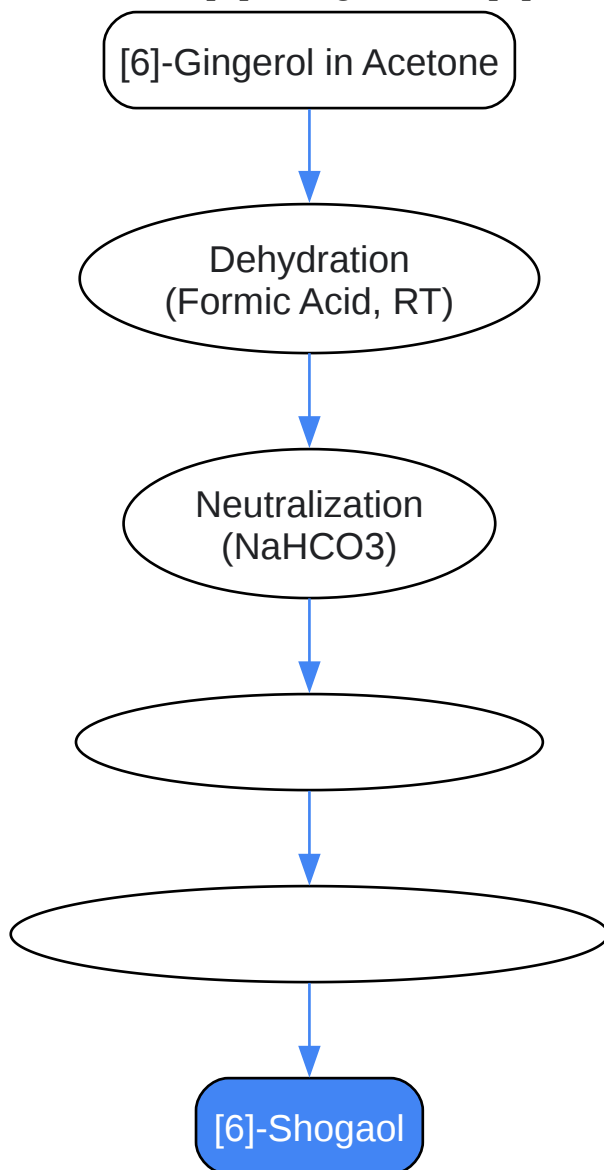 [6]-Gingerol in Acetone
Dehydration
(Formic Acid, RT)
Neutralization
(NaHCO3)
[6]-Shogaol